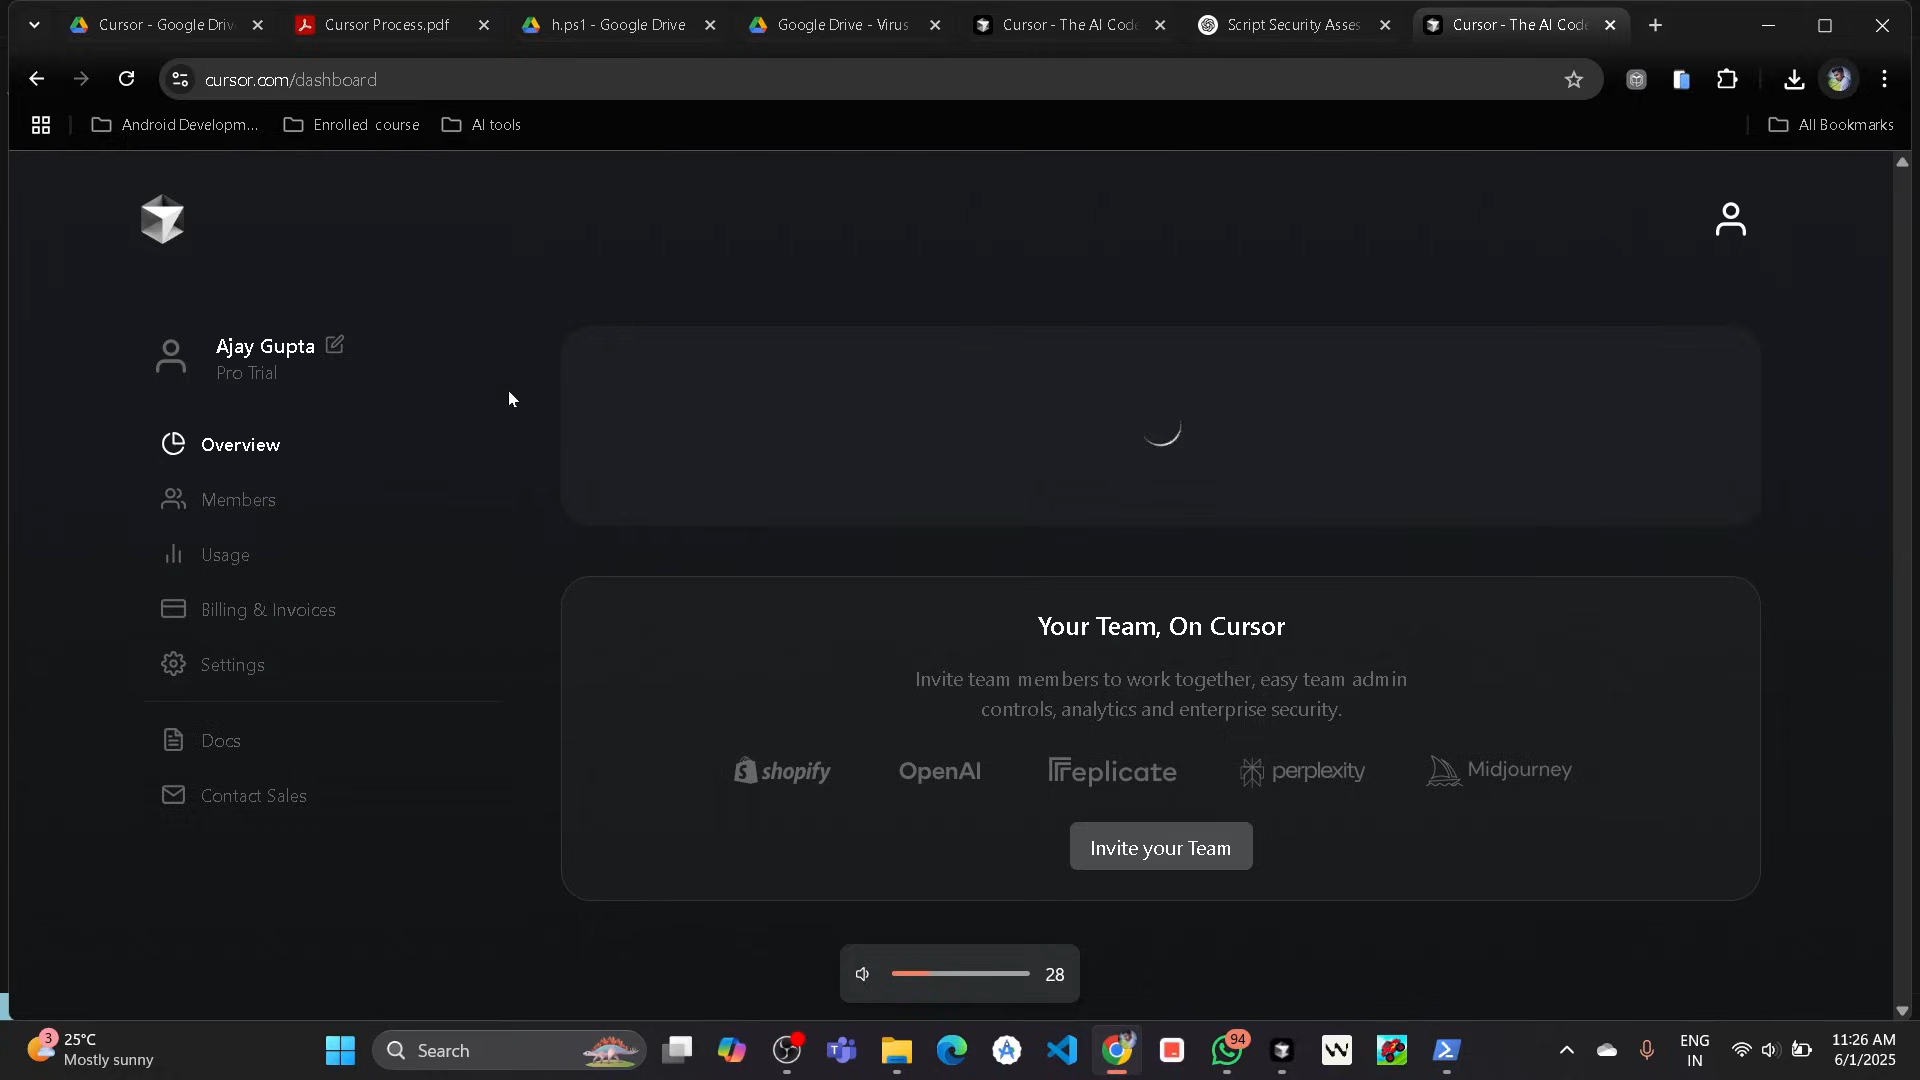 Cursor - Google Driv
Cursor Process.pdf
h.ps1 - Google Drive
Google Drive - Virus
Cursor - The AI Code
Script Security Asses
Cursor - The AI Code
cursor.com/dashboard
Android Developm...
Enrolled course
AI tools
All Bookmarks
Ajay Gupta
Pro Trial
Overview
Members
Usage
Billing & Invoices
Settings
Docs
Contact Sales
Your Team, On Cursor
Invite team members to work together, easy team admin
controls, analytics and enterprise security.
shopify
OpenAI
Replicate
perplexity
Midjourney
Invite your Team
28
3
25°C
Mostly sunny
Search
94
ENG
IN
11:26 AM
6/1/2025